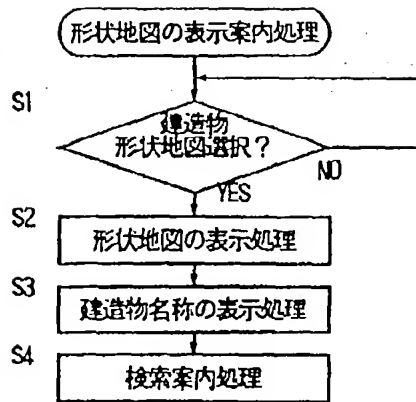 形状地図の表示案内処理
S1
建造物
形状地図選択?
NO
YES
S2
形状地図の表示処理
S3
建造物名称の表示処理
S4
検索案内処理